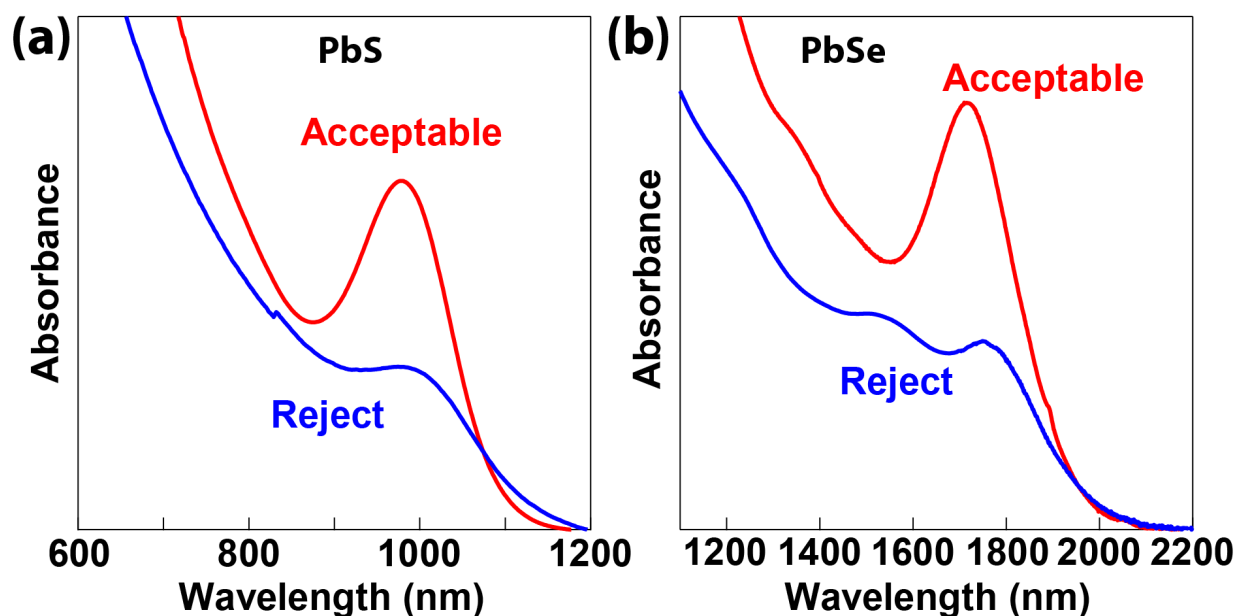 (a)
PbS
Acceptable
Reject
Absorbance
600 800 1000 1200
Wavelength (nm)
(b)
PbSe
Acceptable
Reject
Absorbance
1200 1400 1600 1800 2000 2200
Wavelength (nm)